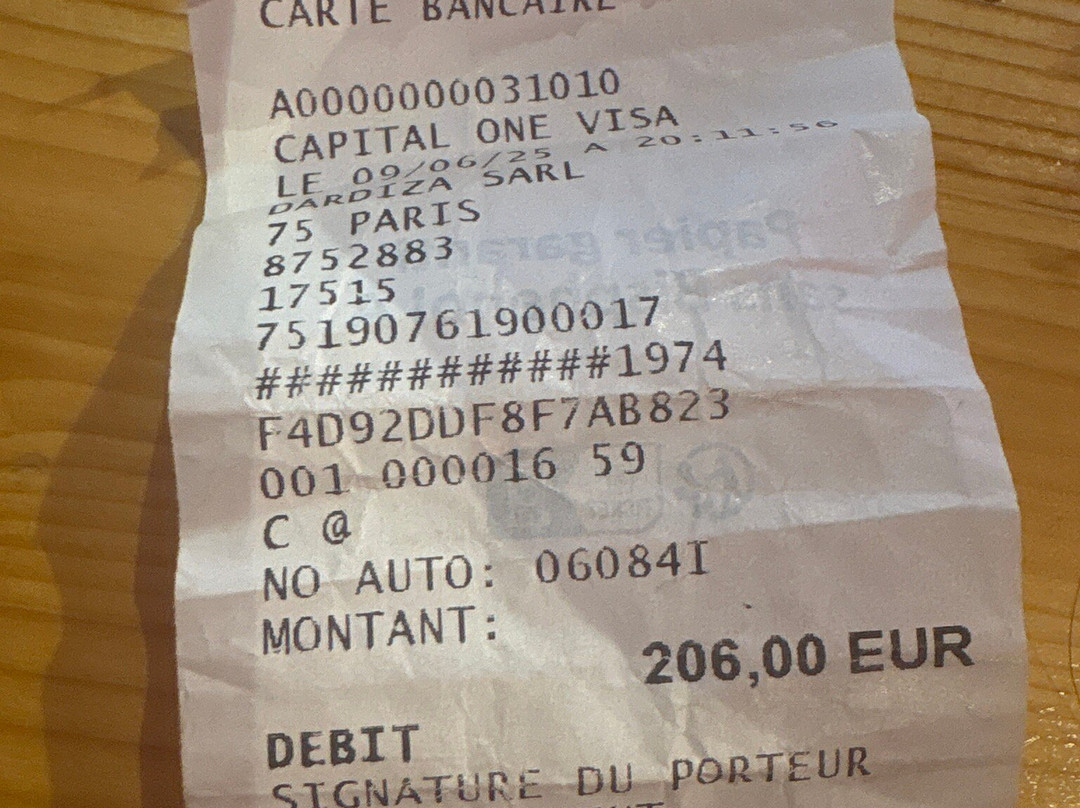 CARTE BANCAIRE
A0000000031010
CAPITAL ONE VISA
LE 09/06/25 A 20:11:56
DARDIZA SARL
75 PARIS
8752883
17515
75190761900017
############1974
F4D92DDF8F7AB823
001 000016 59
C @
NO AUTO: 06084I
MONTANT:
206,00 EUR
DEBIT
SIGNATURE DU PORTEUR